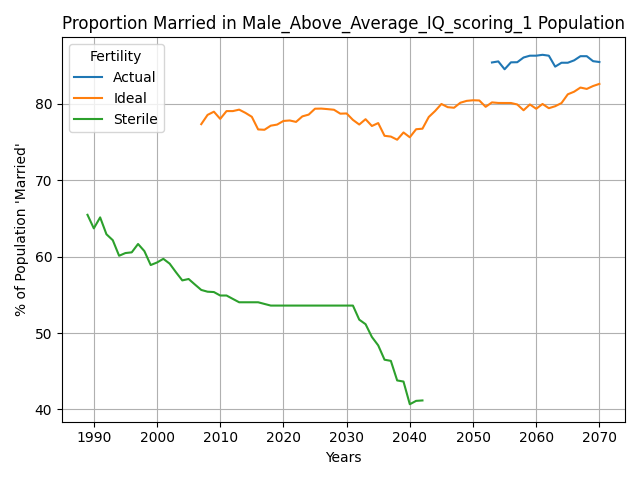 Proportion Married in Male_Above_Average_IQ_scoring_1 Population
Fertility
Actual
Ideal
Sterile
% of Population 'Married'
80
70
60
50
40
1990 2000 2010 2020 2030 2040 2050 2060 2070
Years